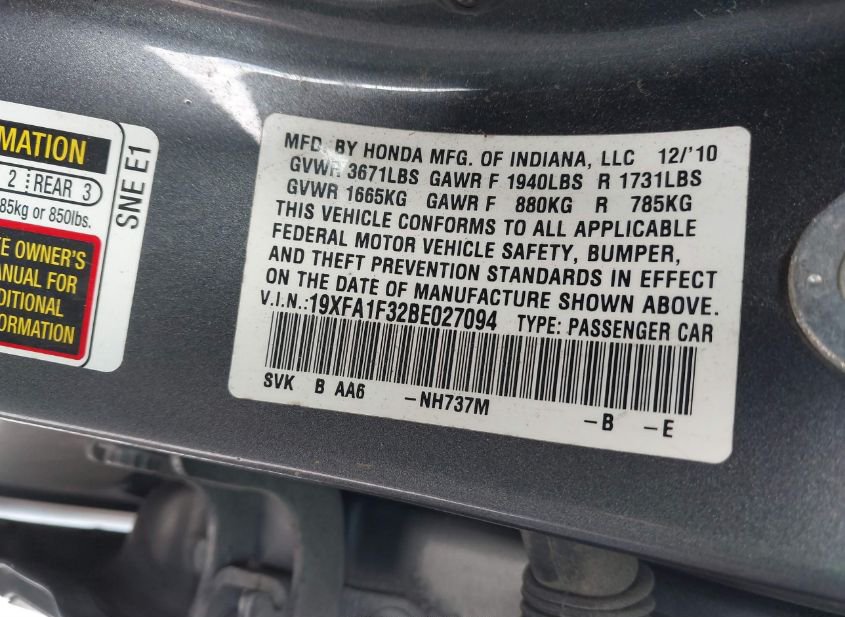 MATION
2 REAR 3
85kg or 850lbs.
E OWNER'S
ANUAL FOR
DITIONAL
FORMATION
SNE E1
MFD. BY HONDA MFG. OF INDIANA, LLC 12/'10
GVWR 3671LBS GAWR F 1940LBS R 1731LBS
GVWR 1665KG GAWR F 880KG R 785KG
THIS VEHICLE CONFORMS TO ALL APPLICABLE
FEDERAL MOTOR VEHICLE SAFETY, BUMPER,
AND THEFT PREVENTION STANDARDS IN EFFECT
ON THE DATE OF MANUFACTURE SHOWN ABOVE.
V.I.N.:19XFA1F32BE027094 TYPE: PASSENGER CAR
SVK B AA6 -NH737M -B -E